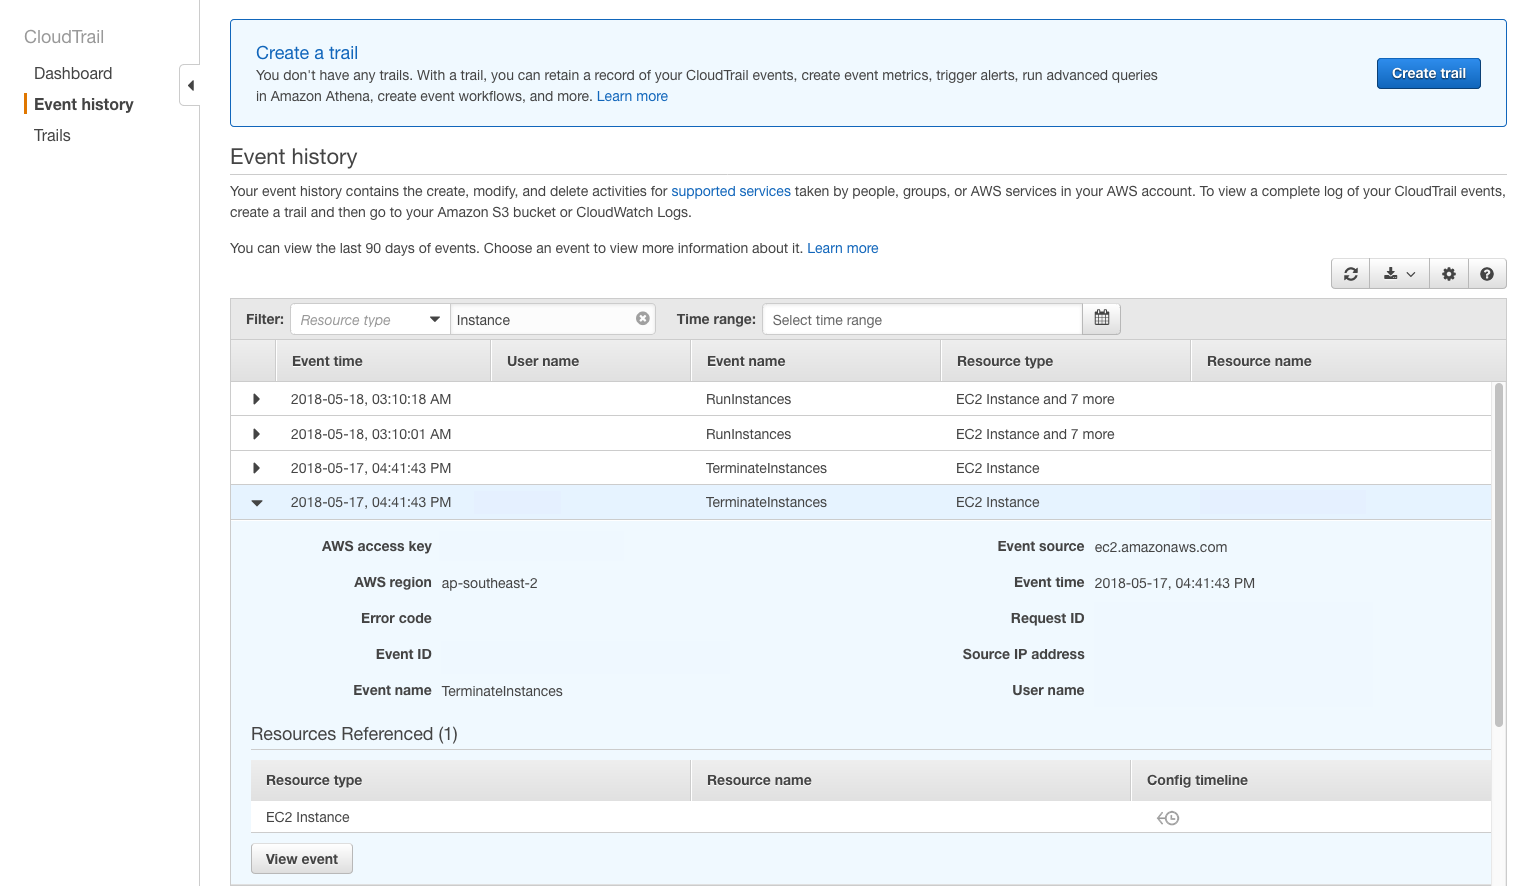 CloudTrail
Dashboard
Event history
Trails
Create a trail
You don't have any trails. With a trail, you can retain a record of your CloudTrail events, create event metrics, trigger alerts, run advanced queries
in Amazon Athena, create event workflows, and more. Learn more
Create trail
Event history
Your event history contains the create, modify, and delete activities for supported services taken by people, groups, or AWS services in your AWS account. To view a complete log of your CloudTrail events,
create a trail and then go to your Amazon S3 bucket or CloudWatch Logs.
You can view the last 90 days of events. Choose an event to view more information about it. Learn more
Filter: Resource type Instance Time range: Select time range
Event time User name Event name Resource type Resource name
2018-05-18, 03:10:18 AM RunInstances EC2 Instance and 7 more
2018-05-18, 03:10:01 AM RunInstances EC2 Instance and 7 more
2018-05-17, 04:41:43 PM TerminateInstances EC2 Instance
2018-05-17, 04:41:43 PM TerminateInstances EC2 Instance
AWS access key Event source ec2.amazonaws.com
AWS region ap-southeast-2 Event time 2018-05-17, 04:41:43 PM
Error code Request ID
Event ID Source IP address
Event name TerminateInstances User name
Resources Referenced (1)
Resource type Resource name Config timeline
EC2 Instance
View event